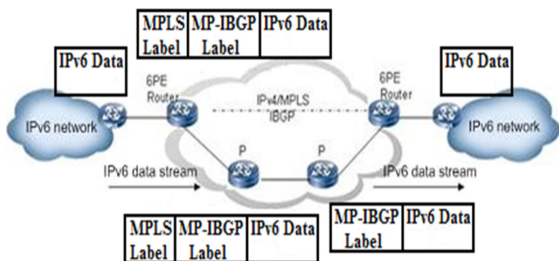 MPLS Label
MP-IBGP Label
IPv6 Data
IPv6 Data
IPv6 Data
6PE Router
6PE Router
IPv4/MPLS
IBGP
IPv6 network
IPv6 network
P
P
IPv6 data stream
IPv6 data stream
MPLS Label
MP-IBGP Label
IPv6 Data
MP-IBGP Label
IPv6 Data